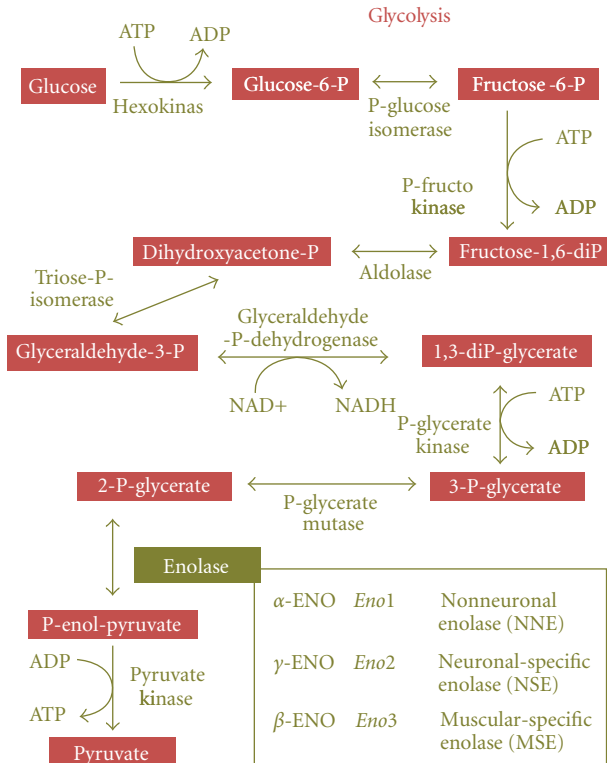 Glycolysis
ATP
ADP
Glucose
Hexokinas
Glucose-6-P
P-glucose
isomerase
Fructose -6-P
ATP
P-fructo
kinase
ADP
Dihydroxyacetone-P
Aldolase
Fructose-1,6-diP
Triose-P-
isomerase
Glyceraldehyde-3-P
Glyceraldehyde
-P-dehydrogenase
NAD+
NADH
1,3-diP-glycerate
ATP
P-glycerate
kinase
ADP
2-P-glycerate
P-glycerate
mutase
3-P-glycerate
Enolase
α-ENO Eno1 Nonneuronal
enolase (NNE)
γ-ENO Eno2 Neuronal-specific
enolase (NSE)
β-ENO Eno3 Muscular-specific
enolase (MSE)
P-enol-pyruvate
ADP
Pyruvate
kinase
ATP
Pyruvate